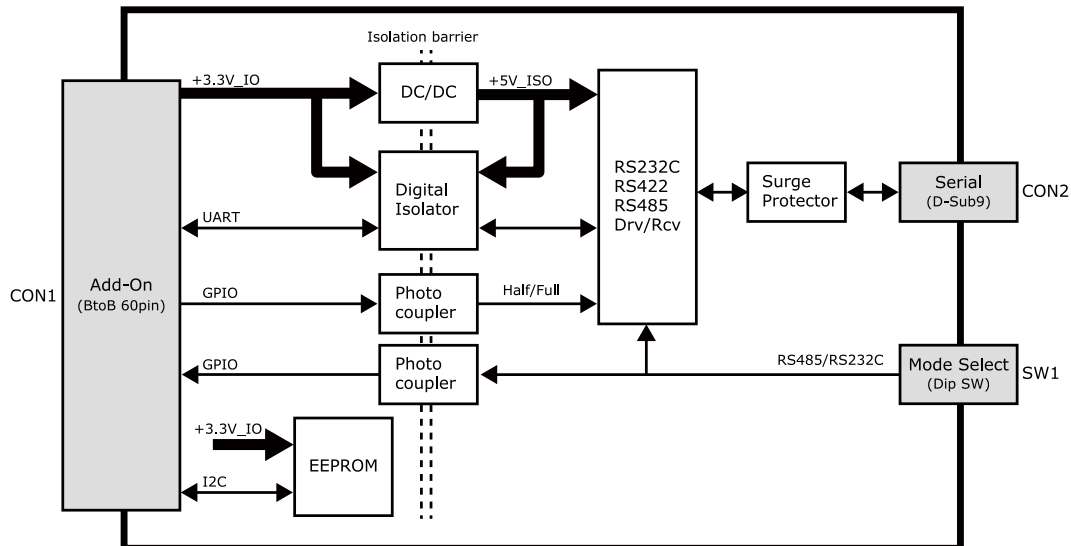 Isolation barrier
+3.3V_IO
DC/DC
+5V_ISO
RS232C
RS422
RS485
Drv/Rcv
Digital
Isolator
UART
Surge
Protector
Serial
(D-Sub9)
CON2
CON1
Add-On
(BtoB 60pin)
GPIO
Photo
coupler
Half/Full
GPIO
Photo
coupler
RS485/RS232C
Mode Select
(Dip SW)
SW1
+3.3V_IO
EEPROM
I2C